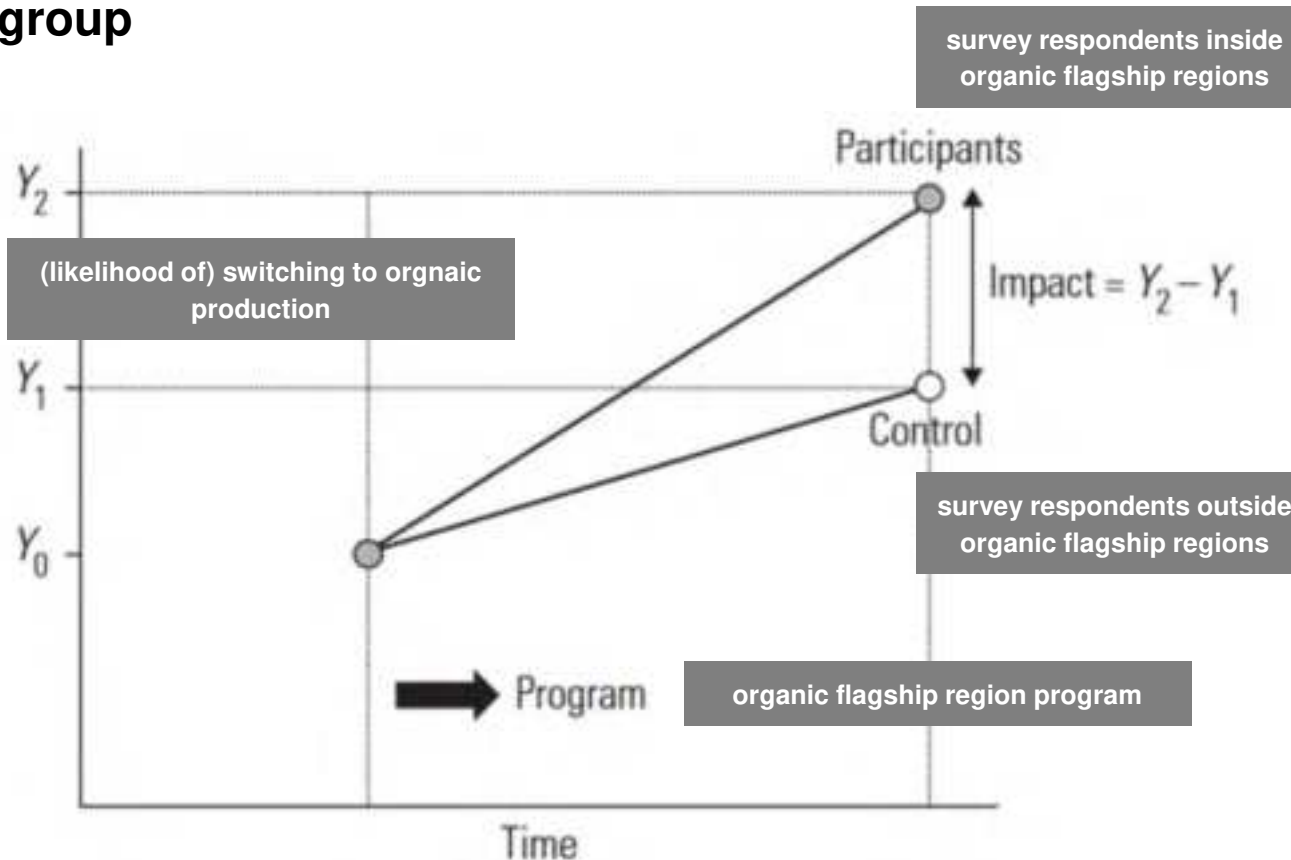 group
survey respondents inside
organic flagship regions
Participants
Y2
(likelihood of) switching to orgnaic
production
Impact = Y2 – Y1
Y1
Control
survey respondents outside
organic flagship regions
Y0
Program
organic flagship region program
Time